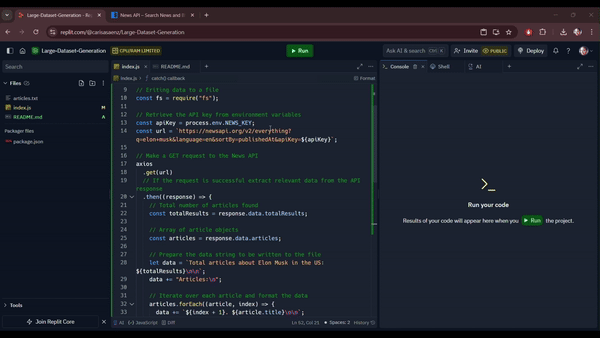 Large-Dataset-Generation - Rep
News API – Search News and B
replit.com/@carisauaenz/Large-Dataset-Generation
Large-Dataset-Generation
CPU/RAM LIMITED
Run
Ask AI & search
Invite
PUBLIC
Deploy
Search
index.js
README.md
Console
Shell
AI
Files
index.js > catch() callback
Format
articles.txt
index.js M
README.md A
Packager files
package.json
9 // Eriting data to a file
10 const fs = require("fs");
11
12 // Retrieve the API key from environment variables
13 const apiKey = process.env.NEWS_KEY;
14 const url = `https://newsapi.org/v2/everything?
q=elon+musk&language=en&sortBy=publishedAt&apiKey=${apiKey}`;
15
16 // Make a GET request to the News API
17 axios
18 .get(url)
19 // If the request is successful extract relevant data from the API
response
20 .then((response) => {
21 // Total number of articles found
22 const totalResults = response.data.totalResults;
23
24 // Array of article objects
25 const articles = response.data.articles;
26
27 // Prepare the data string to be written to the file
28 let data = `Total articles about Elon Musk in the US:
${totalResults}\n\n`;
29 data += "Articles:\n";
30
31 // Iterate over each article and format the data
32 articles.forEach((article, index) => {
33 data += `${index + 1}. ${article.title}\n\n`;
Run your code
Results of your code will appear here when you Run the project.
Tools
Join Replit Core
AI
JavaScript
Diff
Ln 52, Col 21
Spaces: 2
History